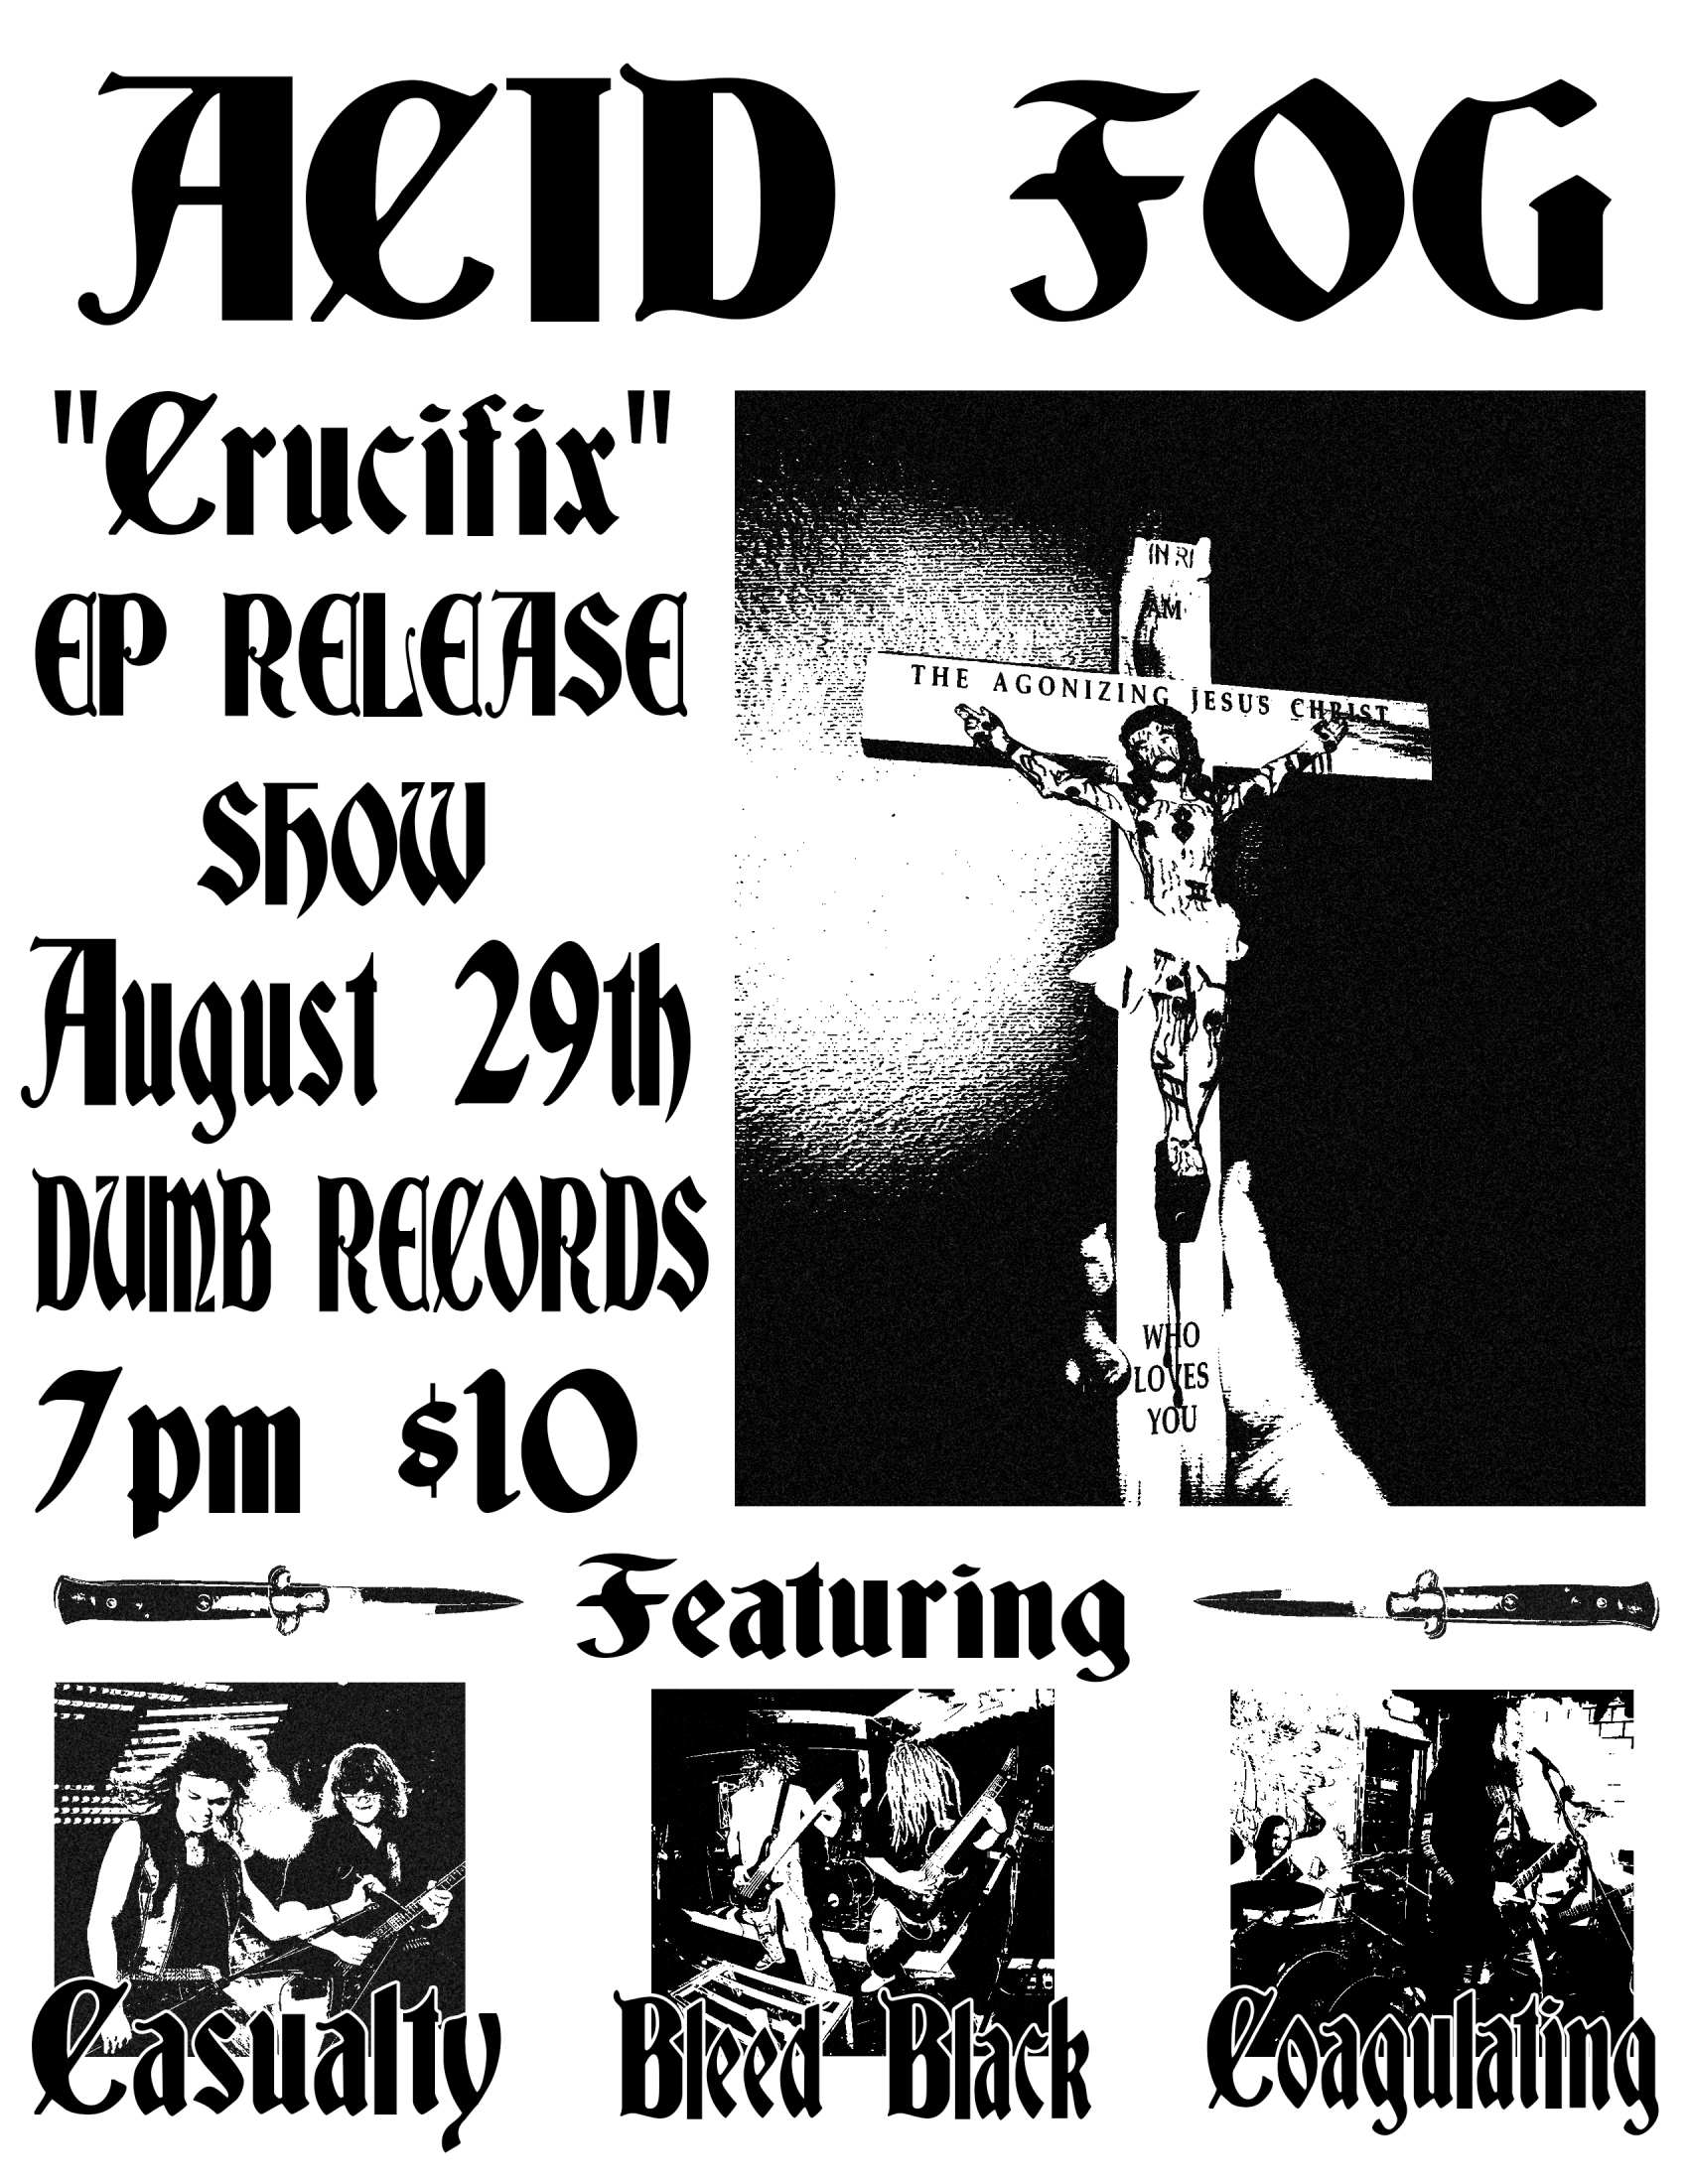 ACID FOG
"Crucifix"
EP RELEASE
SHOW
August 29th
DUMB RECORDS
7pm $10
INRI
AM
THE AGONIZING JESUS CHRIST
WHO
LOVES
YOU
Featuring
Casualty
Bleed Black
Coagulating